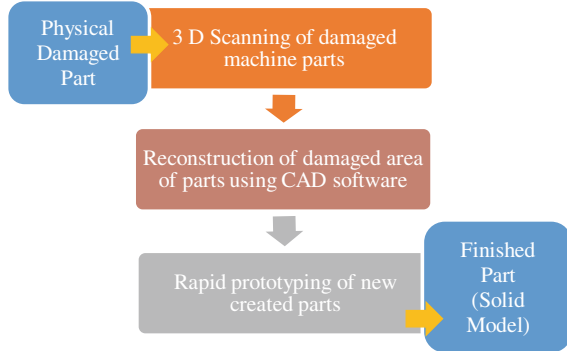 Physical
Damaged
Part
3 D Scanning of damaged
machine parts
Reconstruction of damaged area
of parts using CAD software
Rapid prototyping of new
created parts
Finished
Part
(Solid
Model)